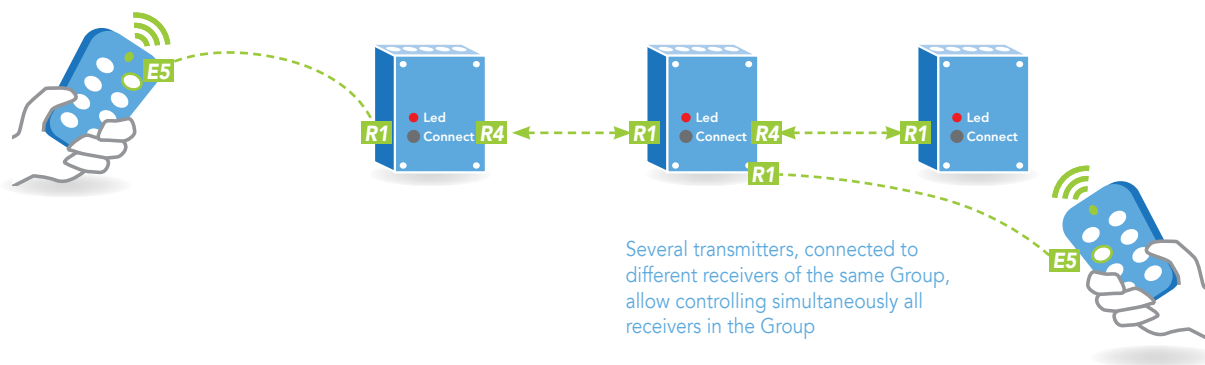 E5
Led
R1
Connect
R4
Led
R1
Connect
R4
Led
R1
Connect
R1
Several transmitters, connected to
different receivers of the same Group,
allow controlling simultaneously all
receivers in the Group
E5